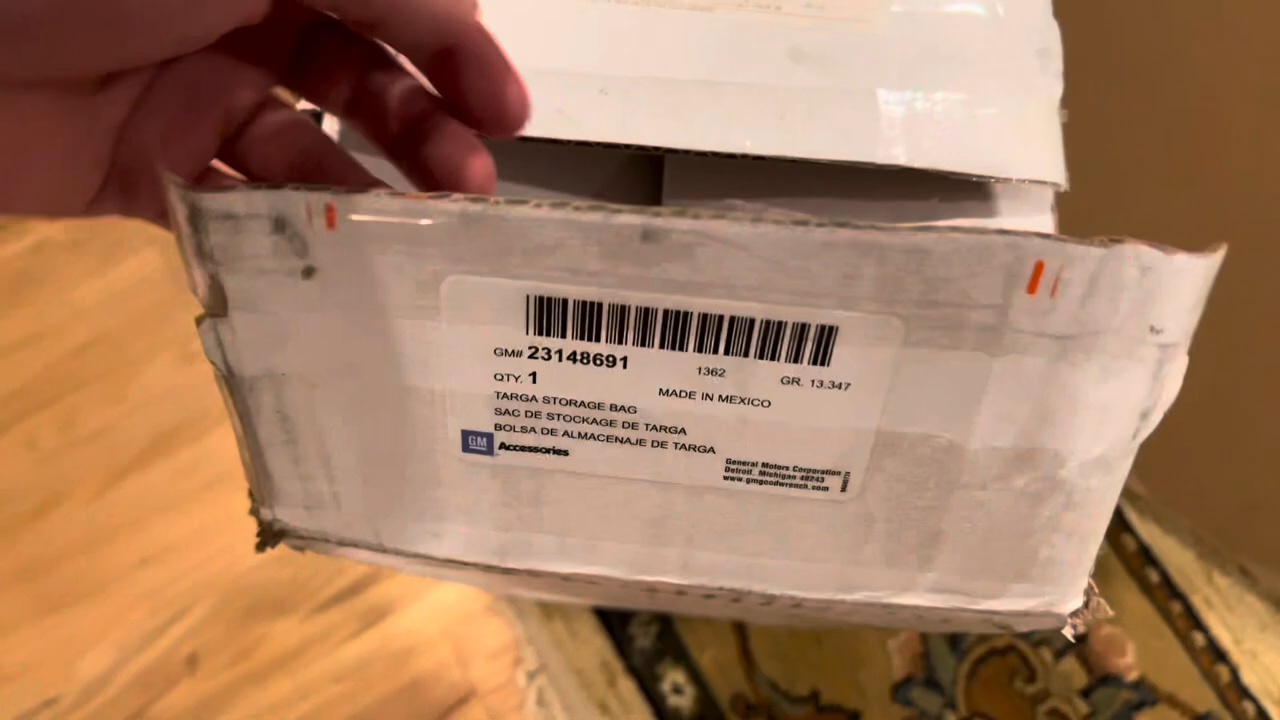 GM# 23148691 1362 GR. 13.347
QTY. 1 MADE IN MEXICO
TARGA STORAGE BAG
SAC DE STOCKAGE DE TARGA
BOLSA DE ALMACENAJE DE TARGA
GM Accessories
General Motors Corporation
Detroit, Michigan 48243
www.gmgoodwrench.com